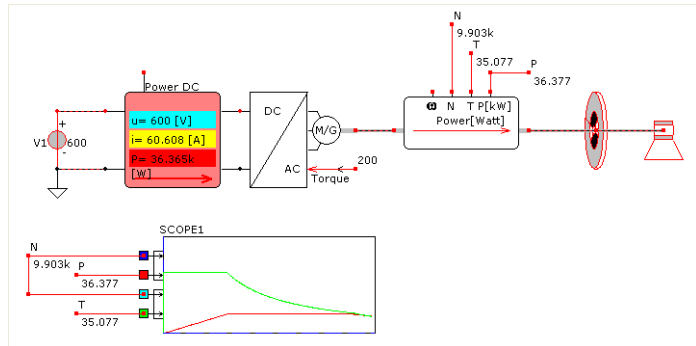 N
9.903k
T
35.077
P
36.377
Power DC
u= 600 [V]
i= 60.608 [A]
P= 36.365k
[W]
V1
+
600
-
DC
AC
M/G
200
Torque
N T P[kW]
Power[Watt]
SCOPE1
N
9.903k
P
36.377
T
35.077